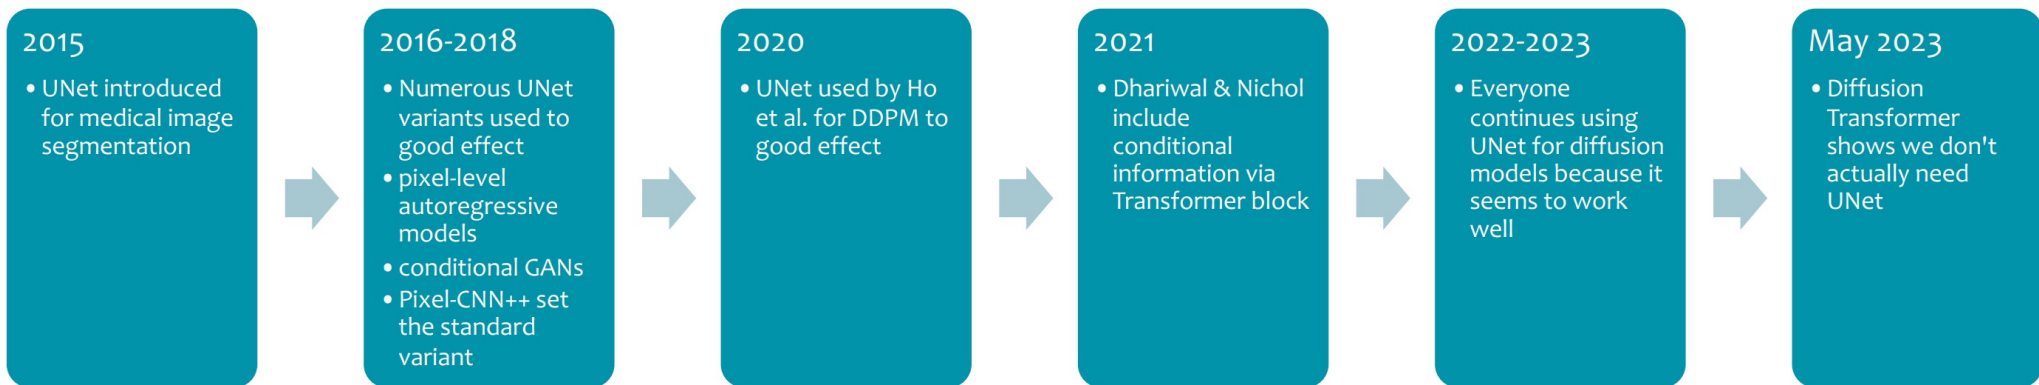 2015
• UNet introduced
for medical image
segmentation
2016-2018
• Numerous UNet
variants used to
good effect
• pixel-level
autoregressive
models
• conditional GANs
• Pixel-CNN++ set
the standard
variant
2020
• UNet used by Ho
et al. for DDPM to
good effect
2021
• Dhariwal & Nichol
include
conditional
information via
Transformer block
2022-2023
• Everyone
continues using
UNet for diffusion
models because it
seems to work
well
May 2023
• Diffusion
Transformer
shows we don't
actually need
UNet